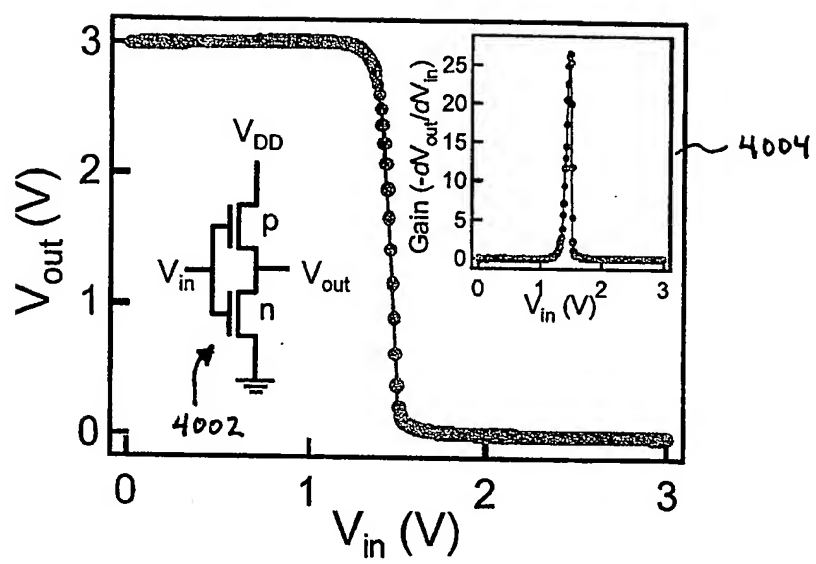 3
2
1
0
V_out (V)
V_DD
p
V_in
V_out
n
4002
25
20
15
10
5
0
Gain (-dV_out/dV_in)
0 1 2 3
V_in (V)
4004
0 1 2 3
V_in (V)